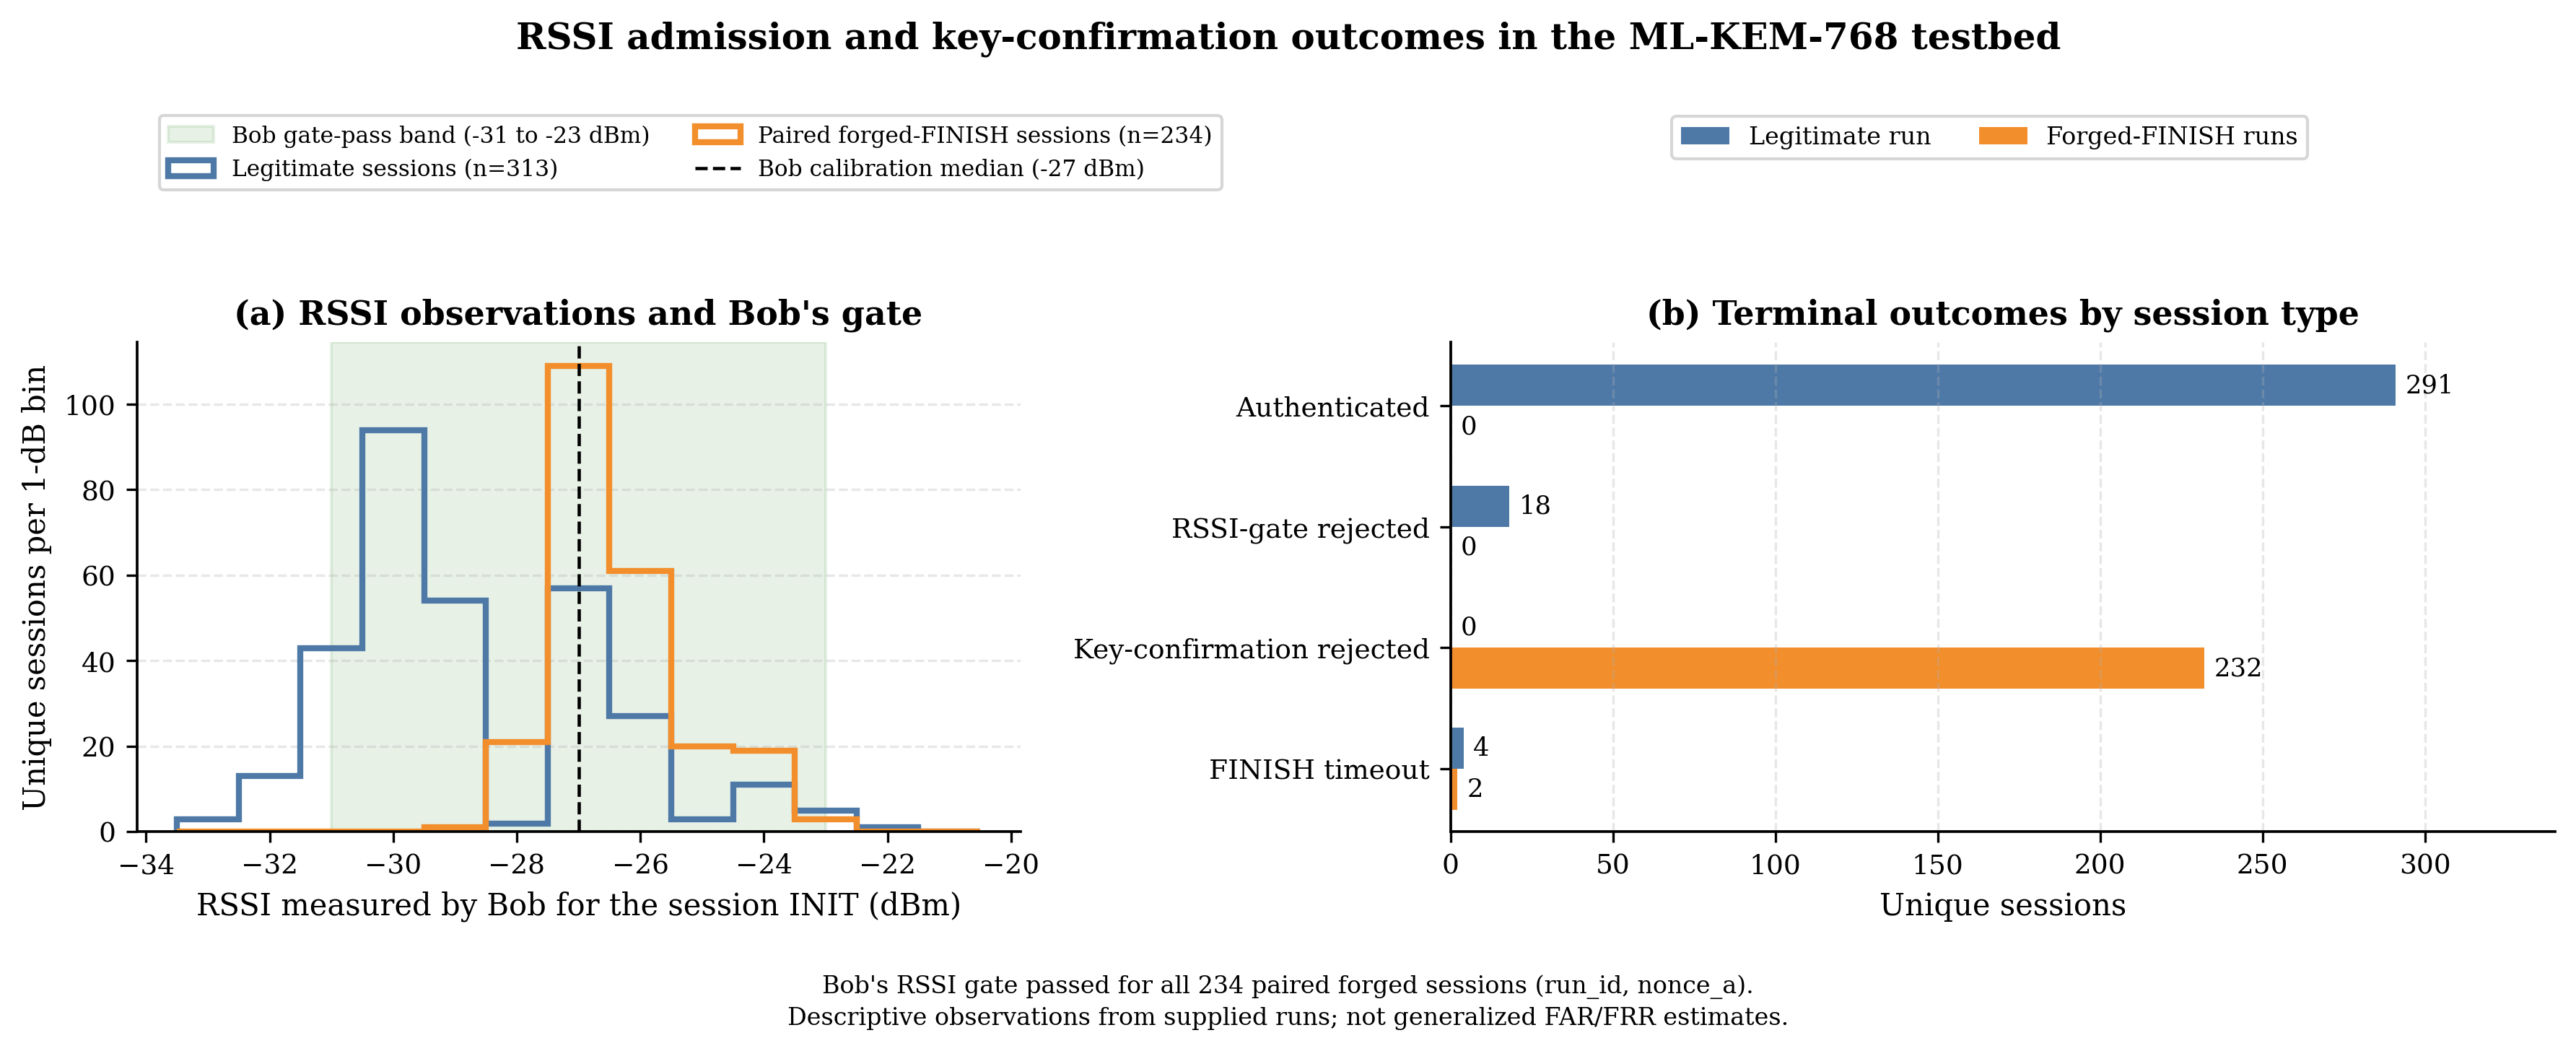 RSSI admission and key-confirmation outcomes in the ML-KEM-768 testbed
Bob gate-pass band (-31 to -23 dBm)
Legitimate sessions (n=313)
Paired forged-FINISH sessions (n=234)
Bob calibration median (-27 dBm)
Legitimate run
Forged-FINISH runs
(a) RSSI observations and Bob's gate
Unique sessions per 1-dB bin
100
80
60
40
20
0
−34 −32 −30 −28 −26 −24 −22 −20
RSSI measured by Bob for the session INIT (dBm)
(b) Terminal outcomes by session type
Authenticated
291
0
RSSI-gate rejected
18
0
Key-confirmation rejected
0
232
FINISH timeout
4
2
0 50 100 150 200 250 300
Unique sessions
Bob's RSSI gate passed for all 234 paired forged sessions (run_id, nonce_a).
Descriptive observations from supplied runs; not generalized FAR/FRR estimates.